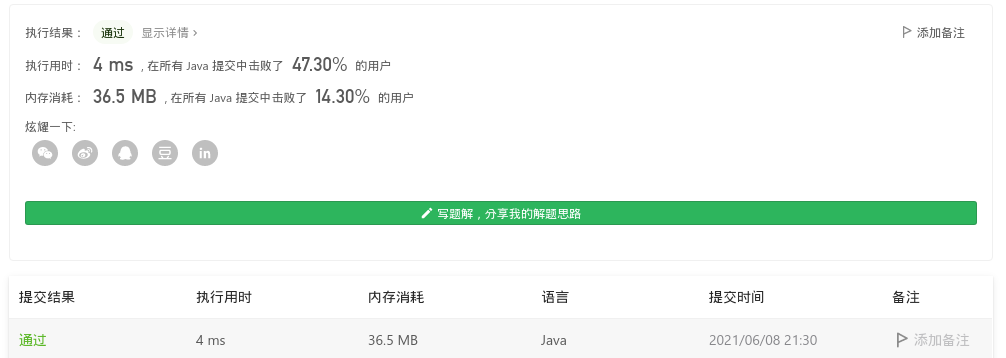 执行结果： 通过 显示详情 › 添加备注
执行用时： 4 ms , 在所有 Java 提交中击败了 47.30% 的用户
内存消耗： 36.5 MB , 在所有 Java 提交中击败了 14.30% 的用户
炫耀一下:
豆 in
写题解，分享我的解题思路
提交结果 执行用时 内存消耗 语言 提交时间 备注
通过 4 ms 36.5 MB Java 2021/06/08 21:30 添加备注